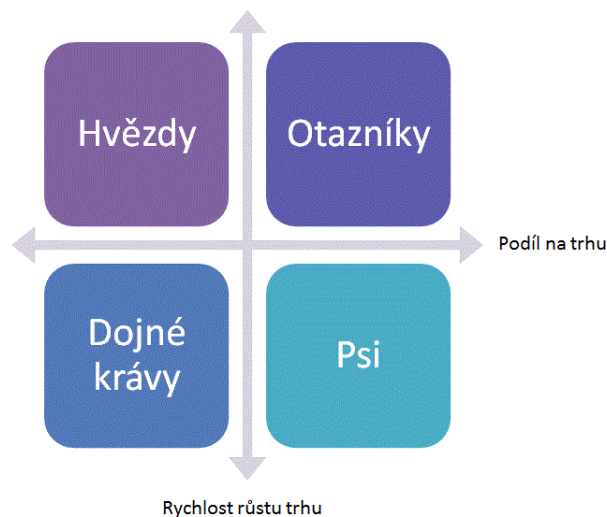 Hvězdy
Otazníky
Podíl na trhu
Dojné
krávy
Psi
Rychlost růstu trhu